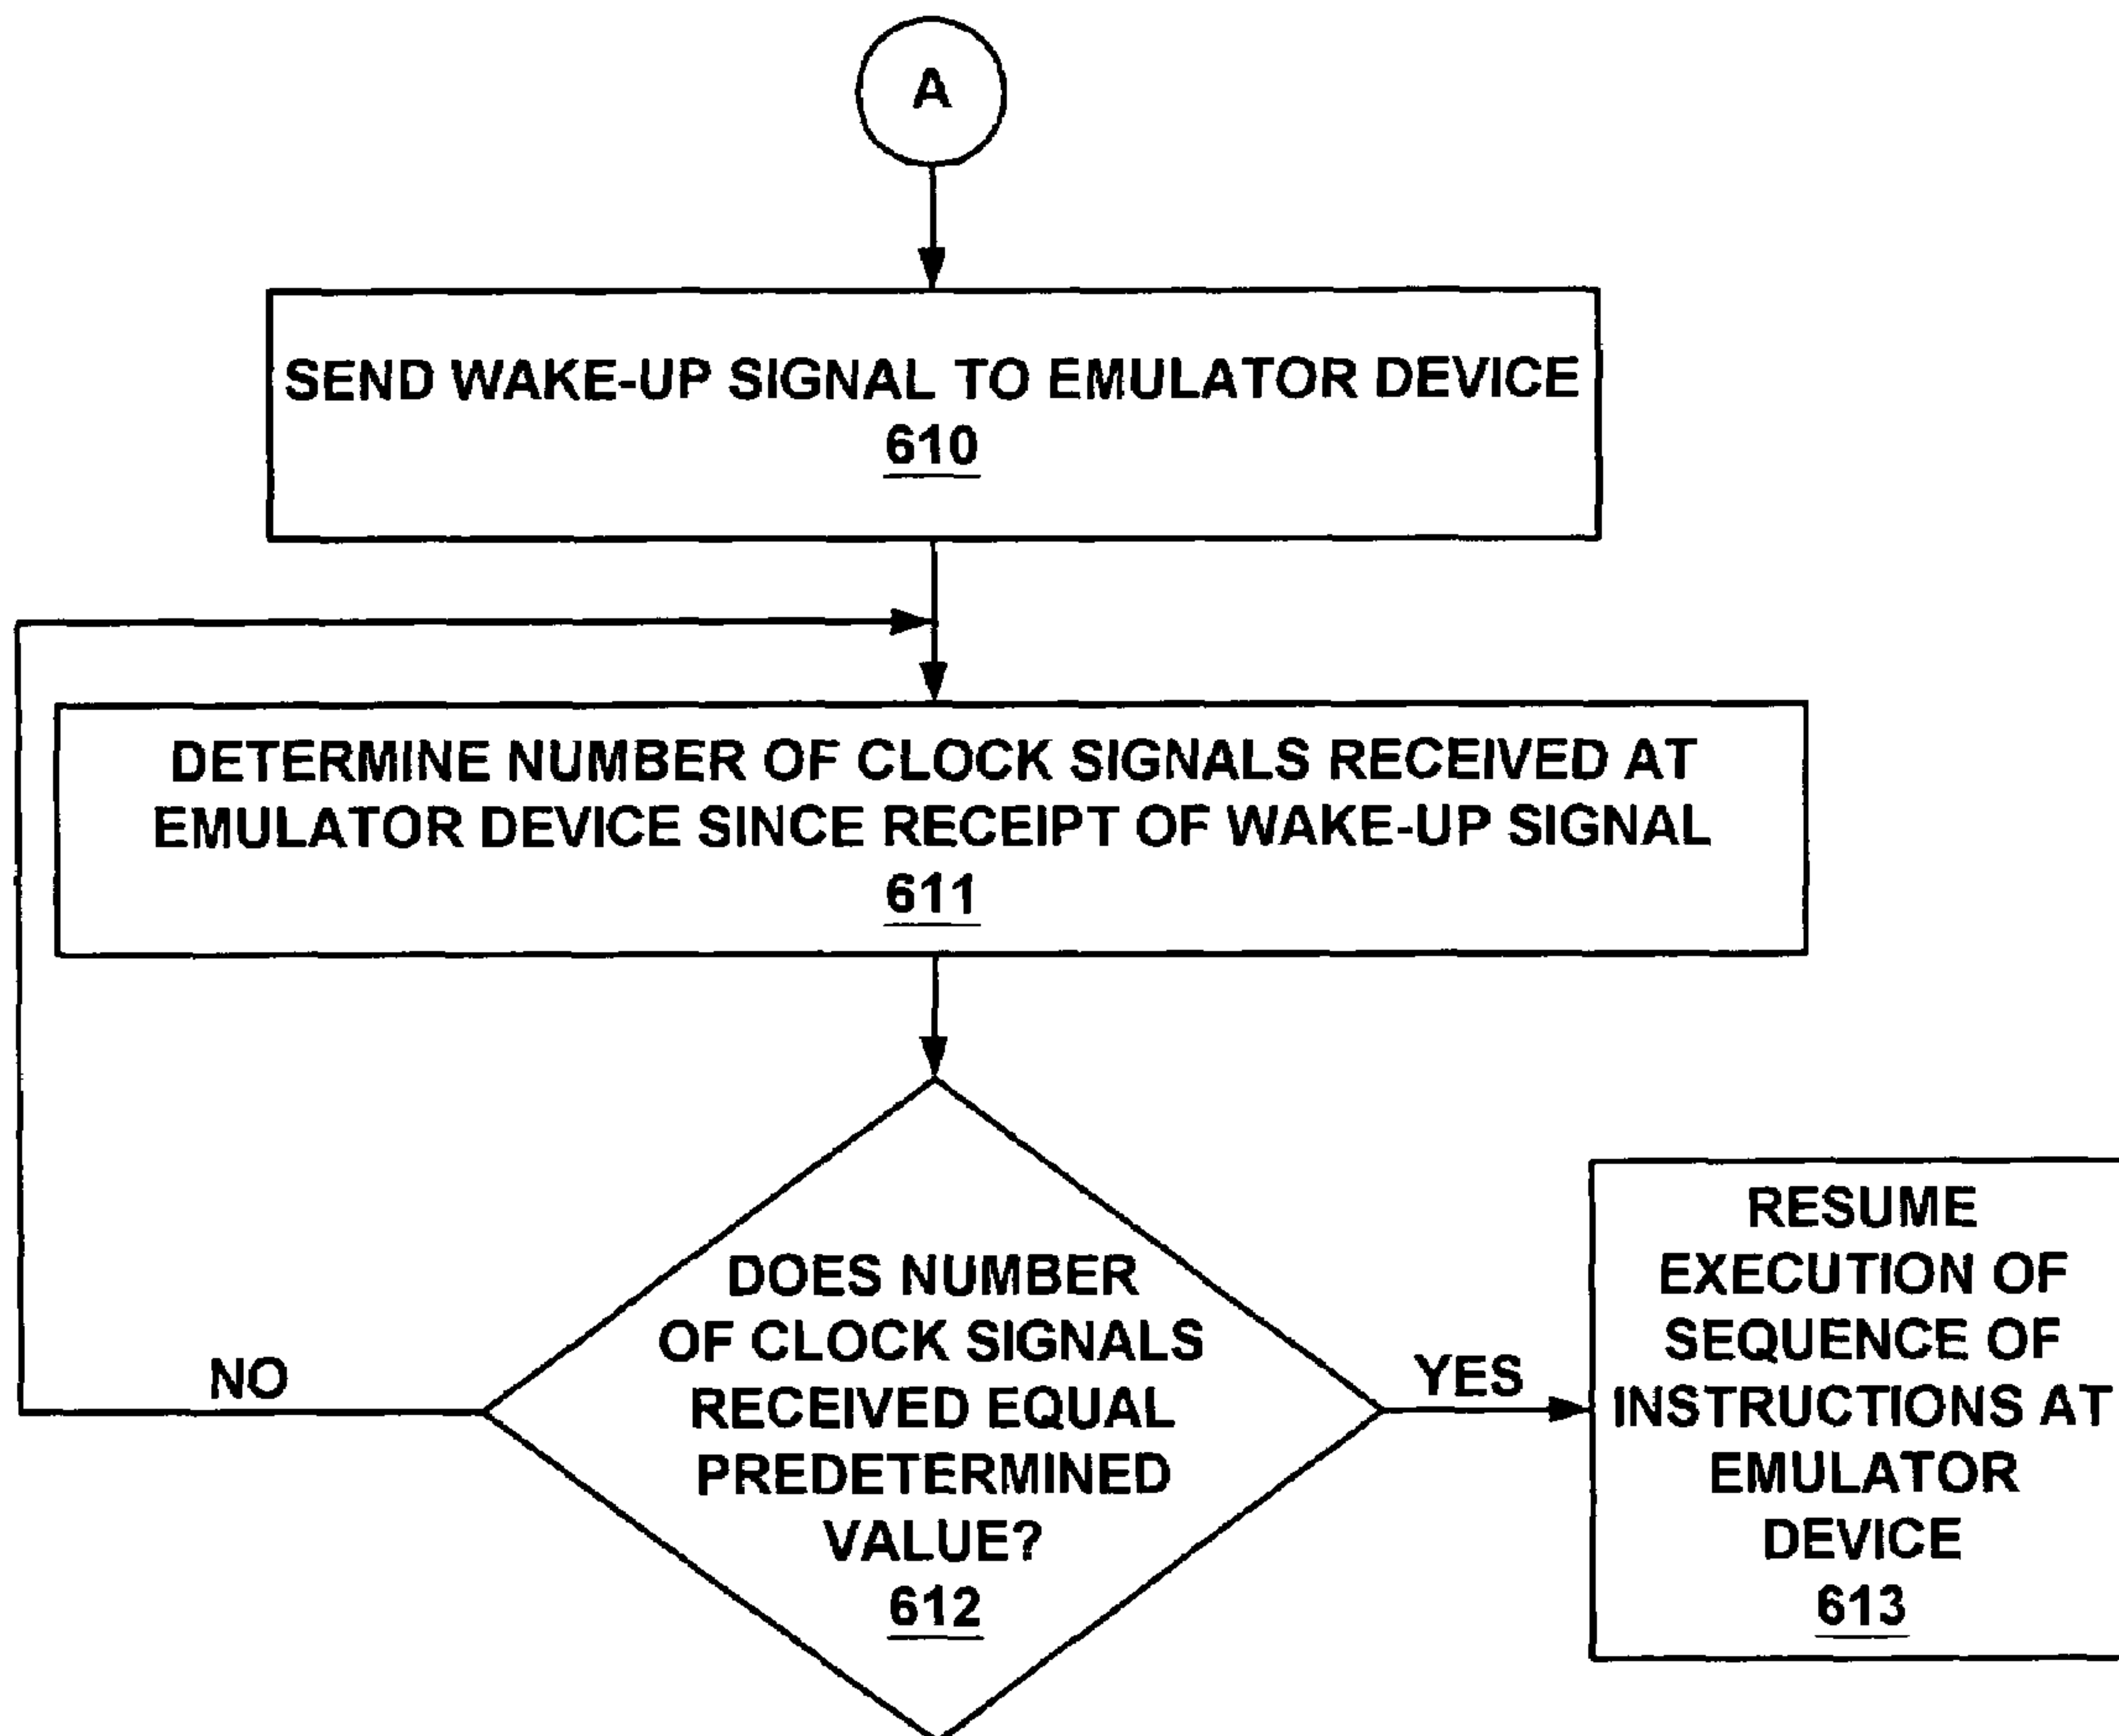 A
SEND WAKE-UP SIGNAL TO EMULATOR DEVICE
610
DETERMINE NUMBER OF CLOCK SIGNALS RECEIVED AT
EMULATOR DEVICE SINCE RECEIPT OF WAKE-UP SIGNAL
611
DOES NUMBER
OF CLOCK SIGNALS
RECEIVED EQUAL
PREDETERMINED
VALUE?
612
NO
YES
RESUME
EXECUTION OF
SEQUENCE OF
INSTRUCTIONS AT
EMULATOR
DEVICE
613